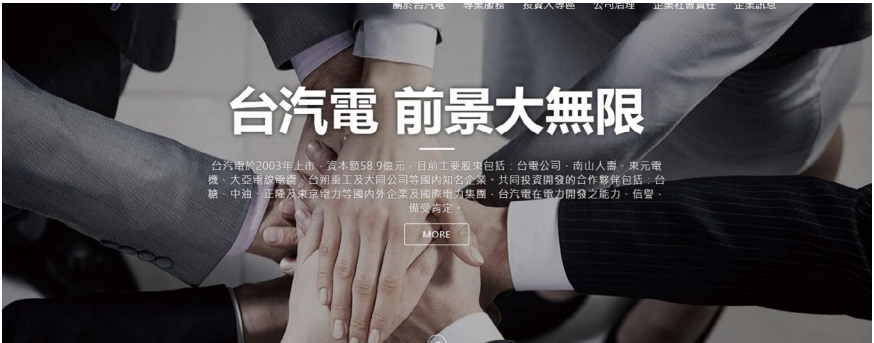 關於台汽電 專業服務 投資人專區 公司治理 企業社會責任 企業訊息
台汽電 前景大無限
台汽電於2003年上市，資本額58.9億元，目前主要股東包括：台電公司、南山人壽、東元電
機、大亞電線電纜、台朔重工及大同公司等國內知名企業。共同投資開發的合作夥伴包括：台
糖、中油、正隆及東京電力等國內外企業及國際電力集團，台汽電在電力開發之能力、信譽，
備受肯定。
MORE